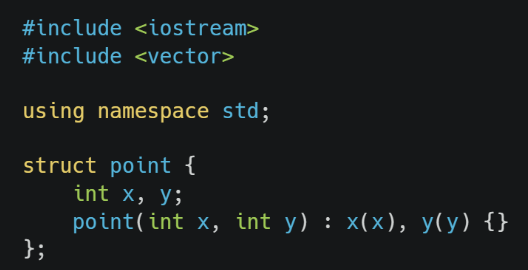 #include <iostream>
#include <vector>

using namespace std;

struct point {
    int x, y;
    point(int x, int y) : x(x), y(y) {}
};